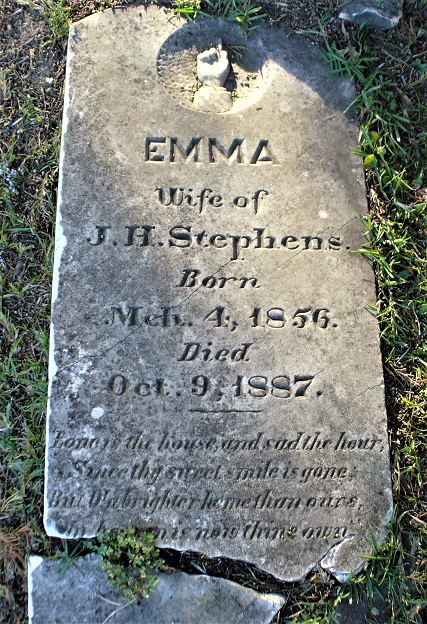 EMMA
Wife of
J. H. Stephens.
Born
Mch. 4, 1856.
Died
Oct. 9, 1887.
Lone is the house, and sad the hour,
Since thy sweet smile is gone;
But Oh, brighter home than ours,
In heaven is now thine own.